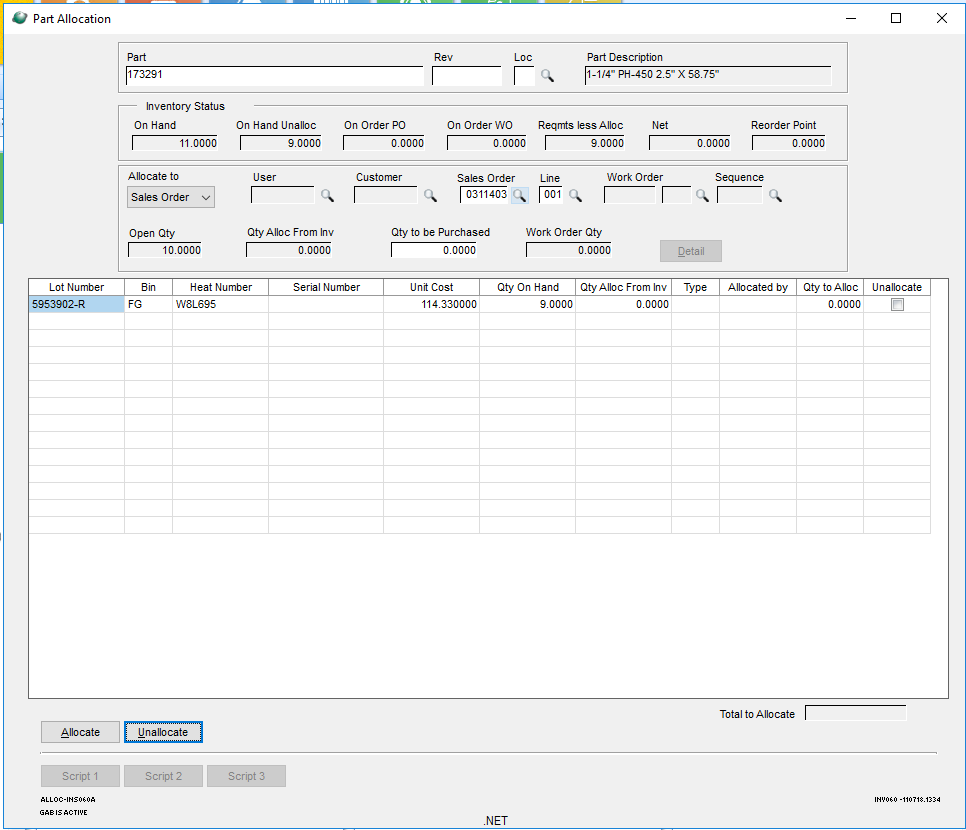 Part Allocation
Part Rev Loc Part Description
173291 1-1/4" PH-450 2.5" X 58.75"
Inventory Status
On Hand On Hand Unalloc On Order PO On Order WO Reqmts less Alloc Net Reorder Point
11.0000 9.0000 0.0000 0.0000 9.0000 0.0000 0.0000
Allocate to User Customer Sales Order Line Work Order Sequence
Sales Order 0311403 001
Open Qty Qty Alloc From Inv Qty to be Purchased Work Order Qty
10.0000 0.0000 0.0000 0.0000 Detail
Lot Number Bin Heat Number Serial Number Unit Cost Qty On Hand Qty Alloc From Inv Type Allocated by Qty to Alloc Unallocate
5953902-R FG W8L695 114.330000 9.0000 0.0000 0.0000
Total to Allocate
Allocate Unallocate
Script 1 Script 2 Script 3
ALLOC-INS060A INV060 -110718.1334
GAB IS ACTIVE
.NET